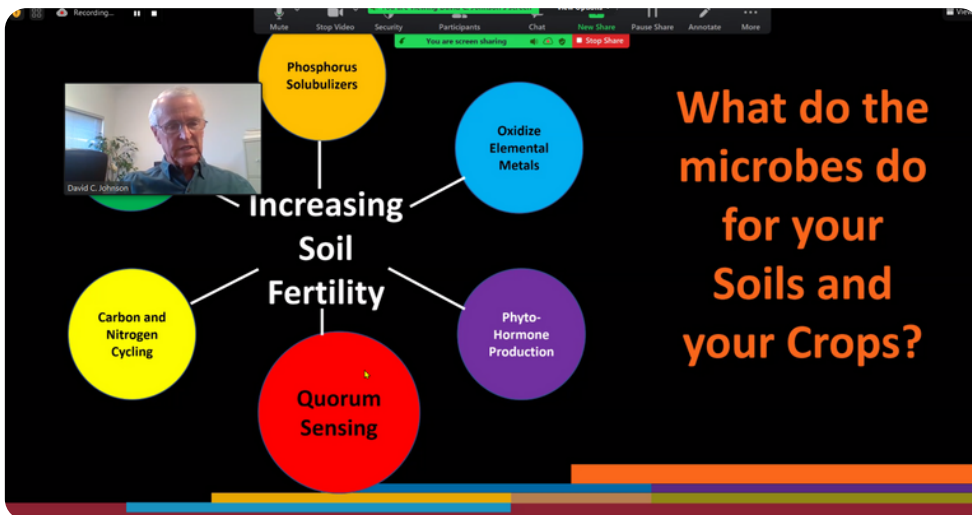 Recording...
Mute
Stop Video
Security
Participants
Chat
New Share
Pause Share
Annotate
More
You are screen sharing
Stop Share
Phosphorus
Solubulizers
Oxidize
Elemental
Metals
David C. Johnson
Increasing
Soil
Fertility
Carbon and
Nitrogen
Cycling
Phyto-
Hormone
Production
Quorum
Sensing
What do the
microbes do
for your
Soils and
your Crops?